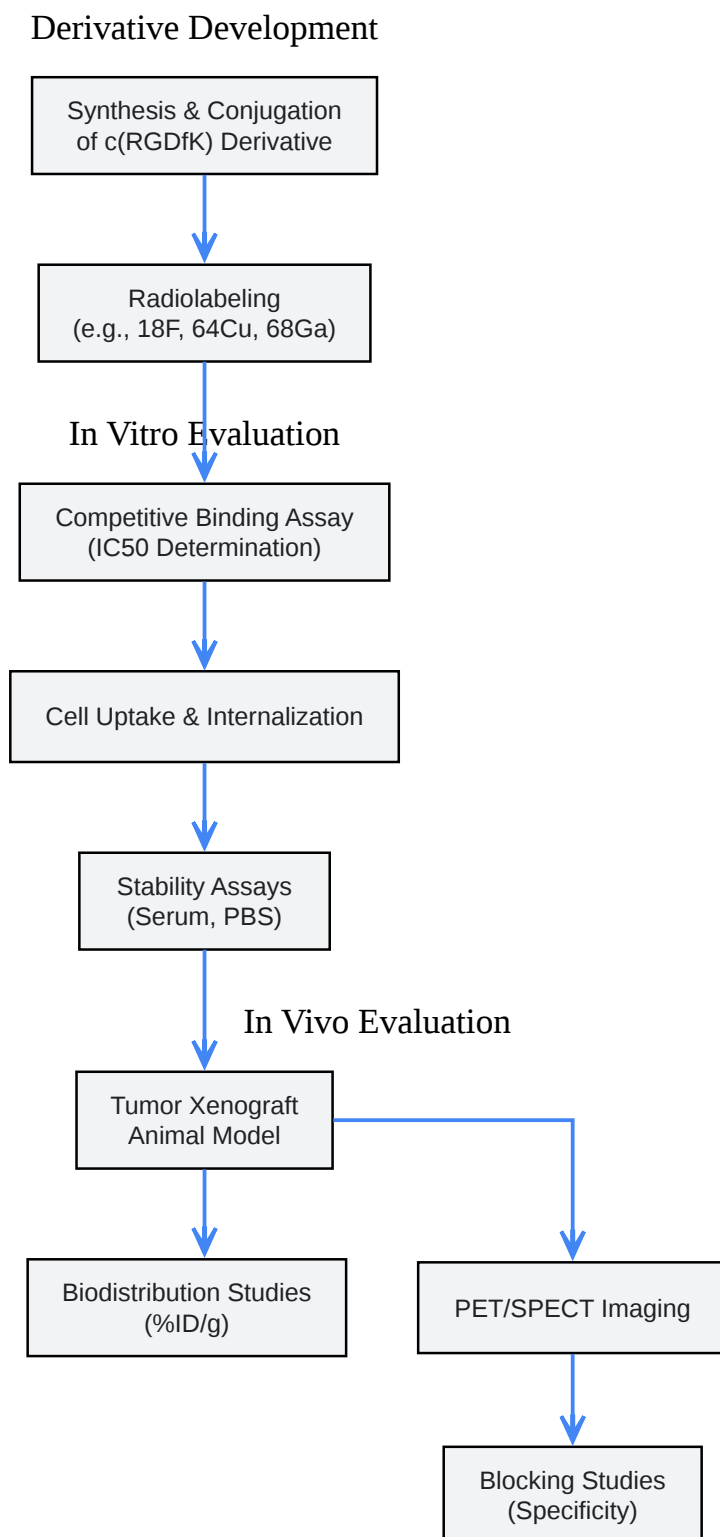 Derivative Development
Synthesis & Conjugation
of c(RGDfK) Derivative
Radiolabeling
(e.g., 18F, 64Cu, 68Ga)
In Vitro Evaluation
Competitive Binding Assay
(IC50 Determination)
Cell Uptake & Internalization
Stability Assays
(Serum, PBS)
In Vivo Evaluation
Tumor Xenograft
Animal Model
Biodistribution Studies
(%ID/g)
PET/SPECT Imaging
Blocking Studies
(Specificity)